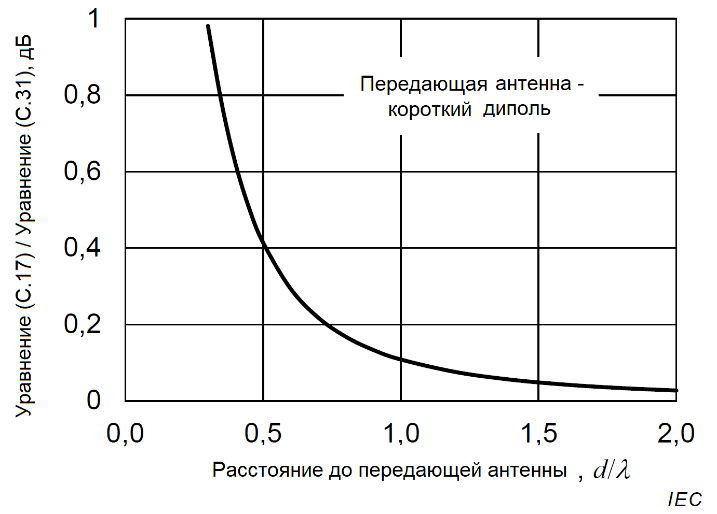 Уравнение (C.17) / Уравнение (C.31), дБ
1
0,8
0,6
0,4
0,2
0
Передающая антенна -
короткий диполь
0,0
0,5
1,0
1,5
2,0
Расстояние до передающей антенны , d/λ
IEC